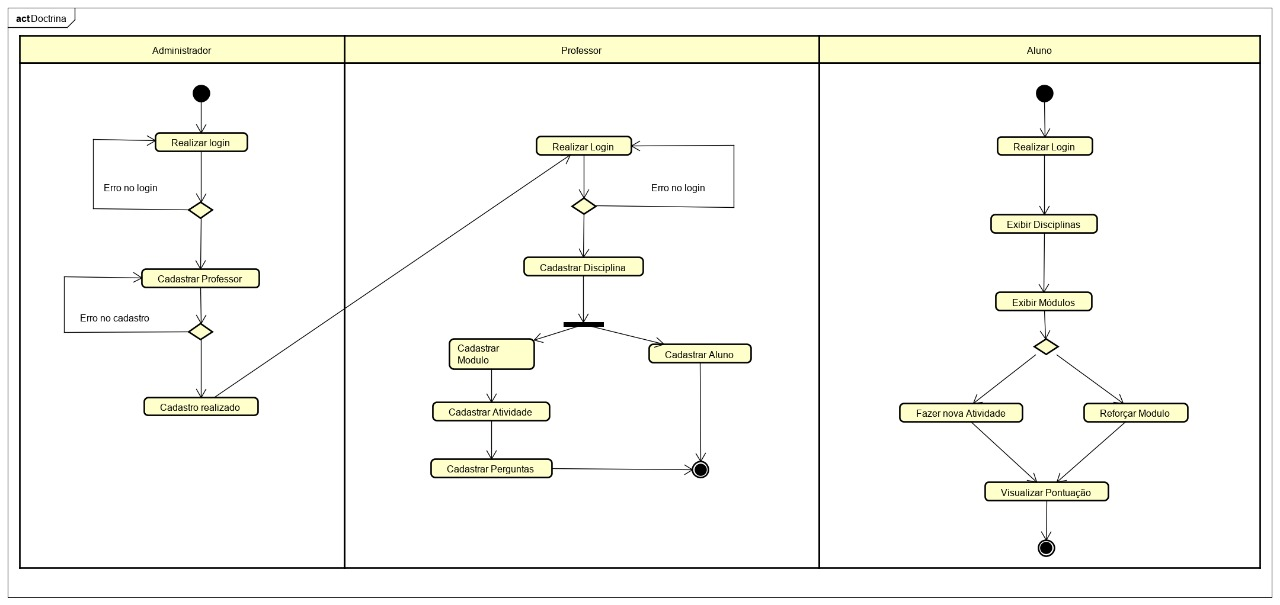 actDoctrina
Administrador
Professor
Aluno
Realizar login
Erro no login
Cadastrar Professor
Erro no cadastro
Cadastro realizado
Realizar Login
Erro no login
Cadastrar Disciplina
Cadastrar
Modulo
Cadastrar Aluno
Cadastrar Atividade
Cadastrar Perguntas
Realizar Login
Exibir Disciplinas
Exibir Módulos
Fazer nova Atividade
Reforçar Modulo
Visualizar Pontuação